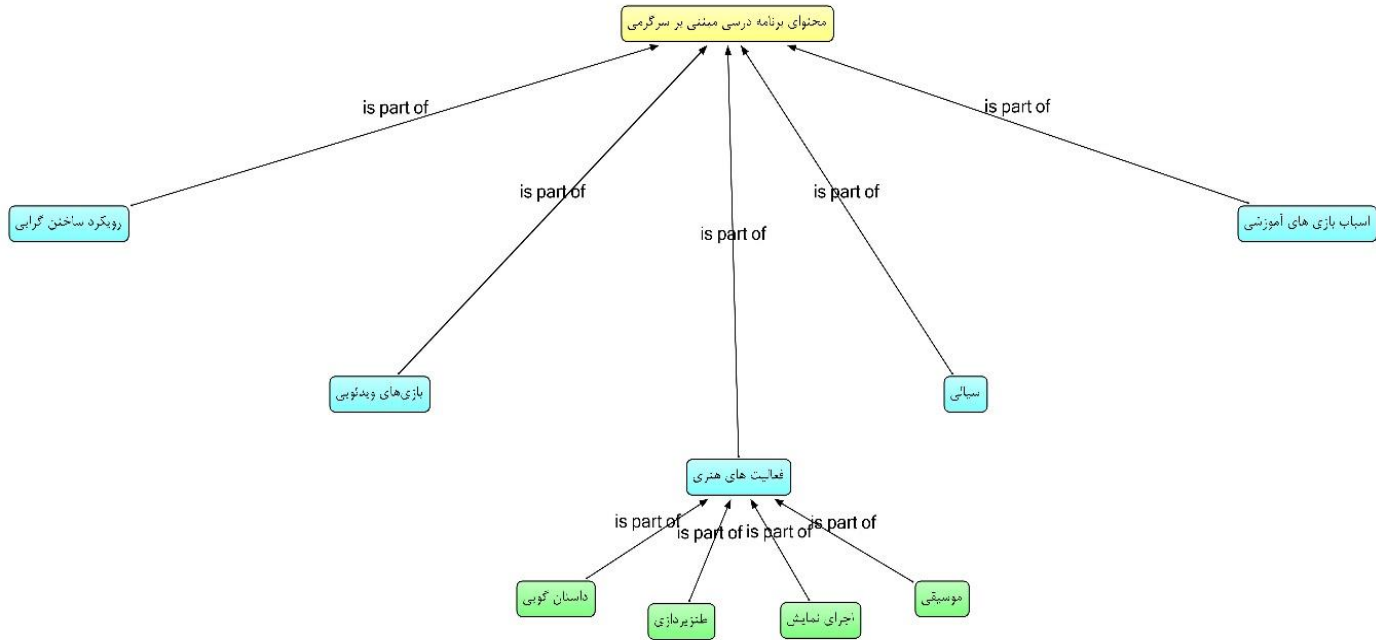 محتوای برنامه درسی مبتنی بر سرگرمی
is part of
is part of
is part of
is part of
is part of
رویکرد ساختن گرایی
اسباب بازی های آموزشی
بازی‌های ویدئویی
سیالی
فعالیت های هنری
is part of
is part of
is part of
is part of
داستان گویی
طنزپردازی
اجرای نمایش
موسیقی